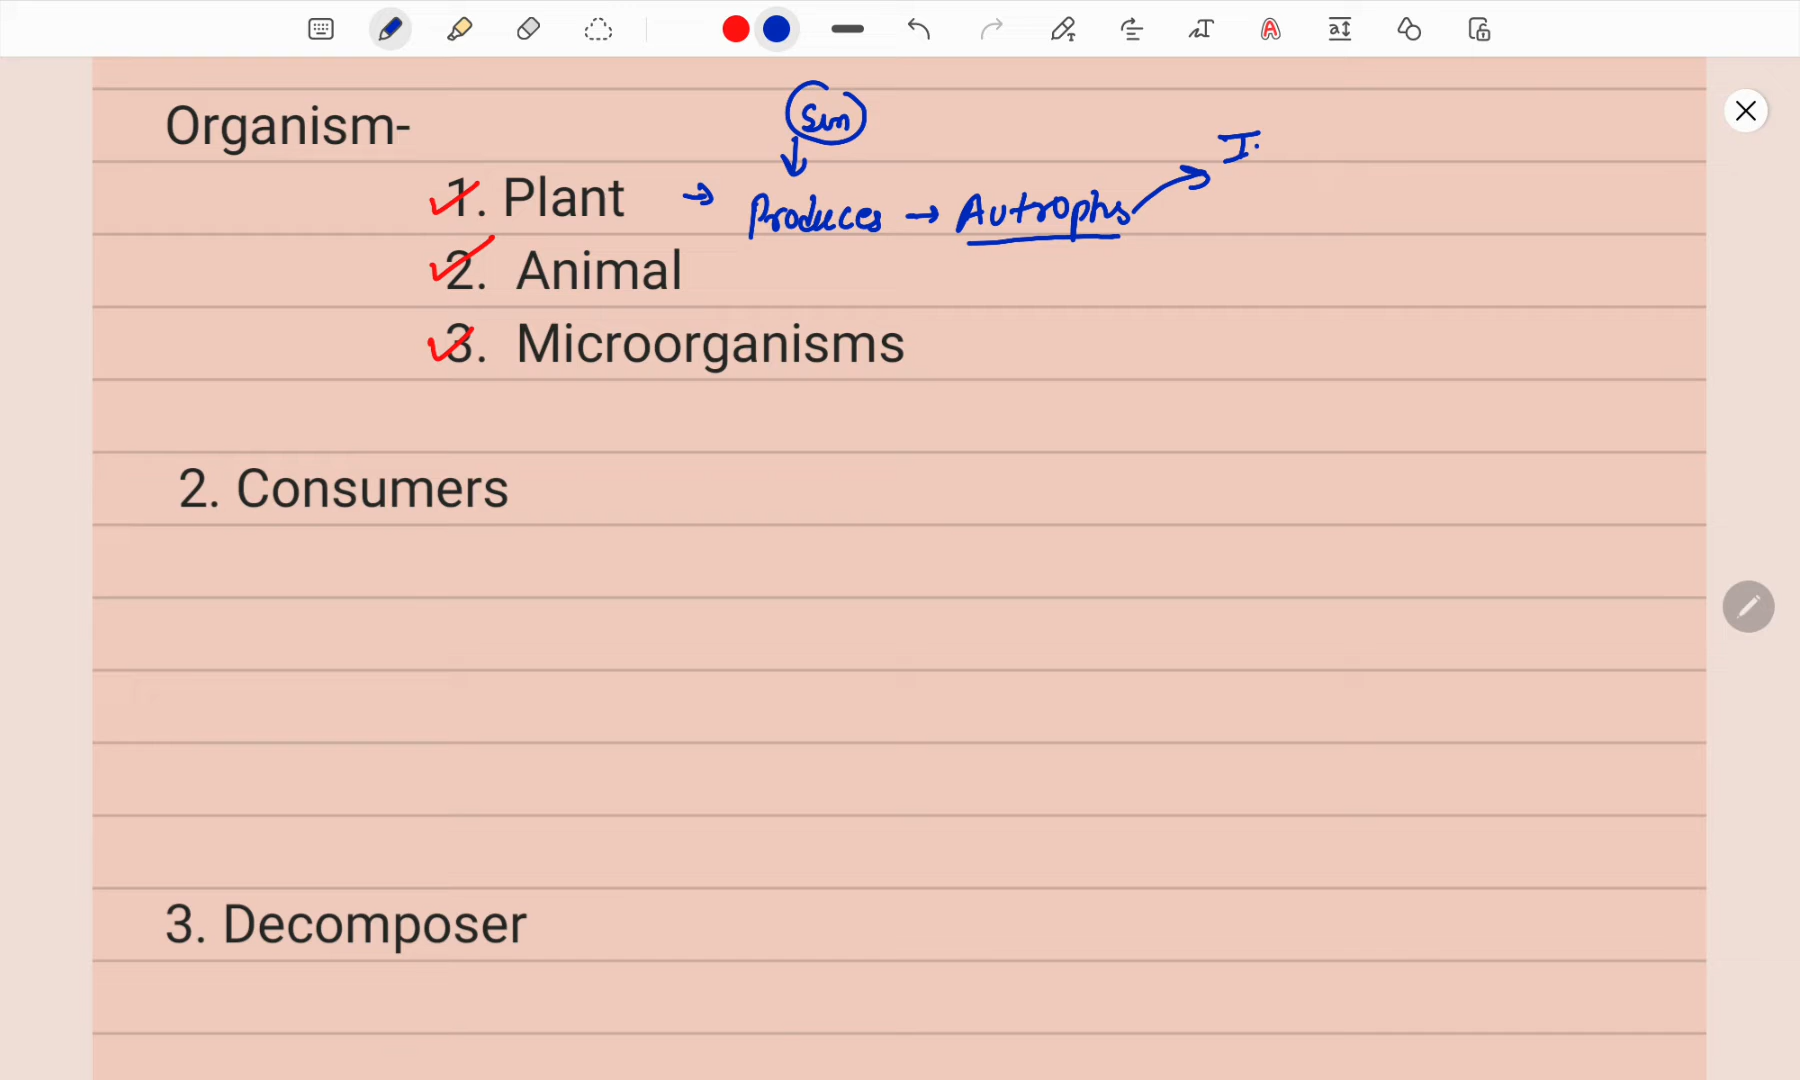 Organism- Sun
I.
1. Plant → Produces → Autrophs
2. Animal
3. Microorganisms
2. Consumers
3. Decomposer